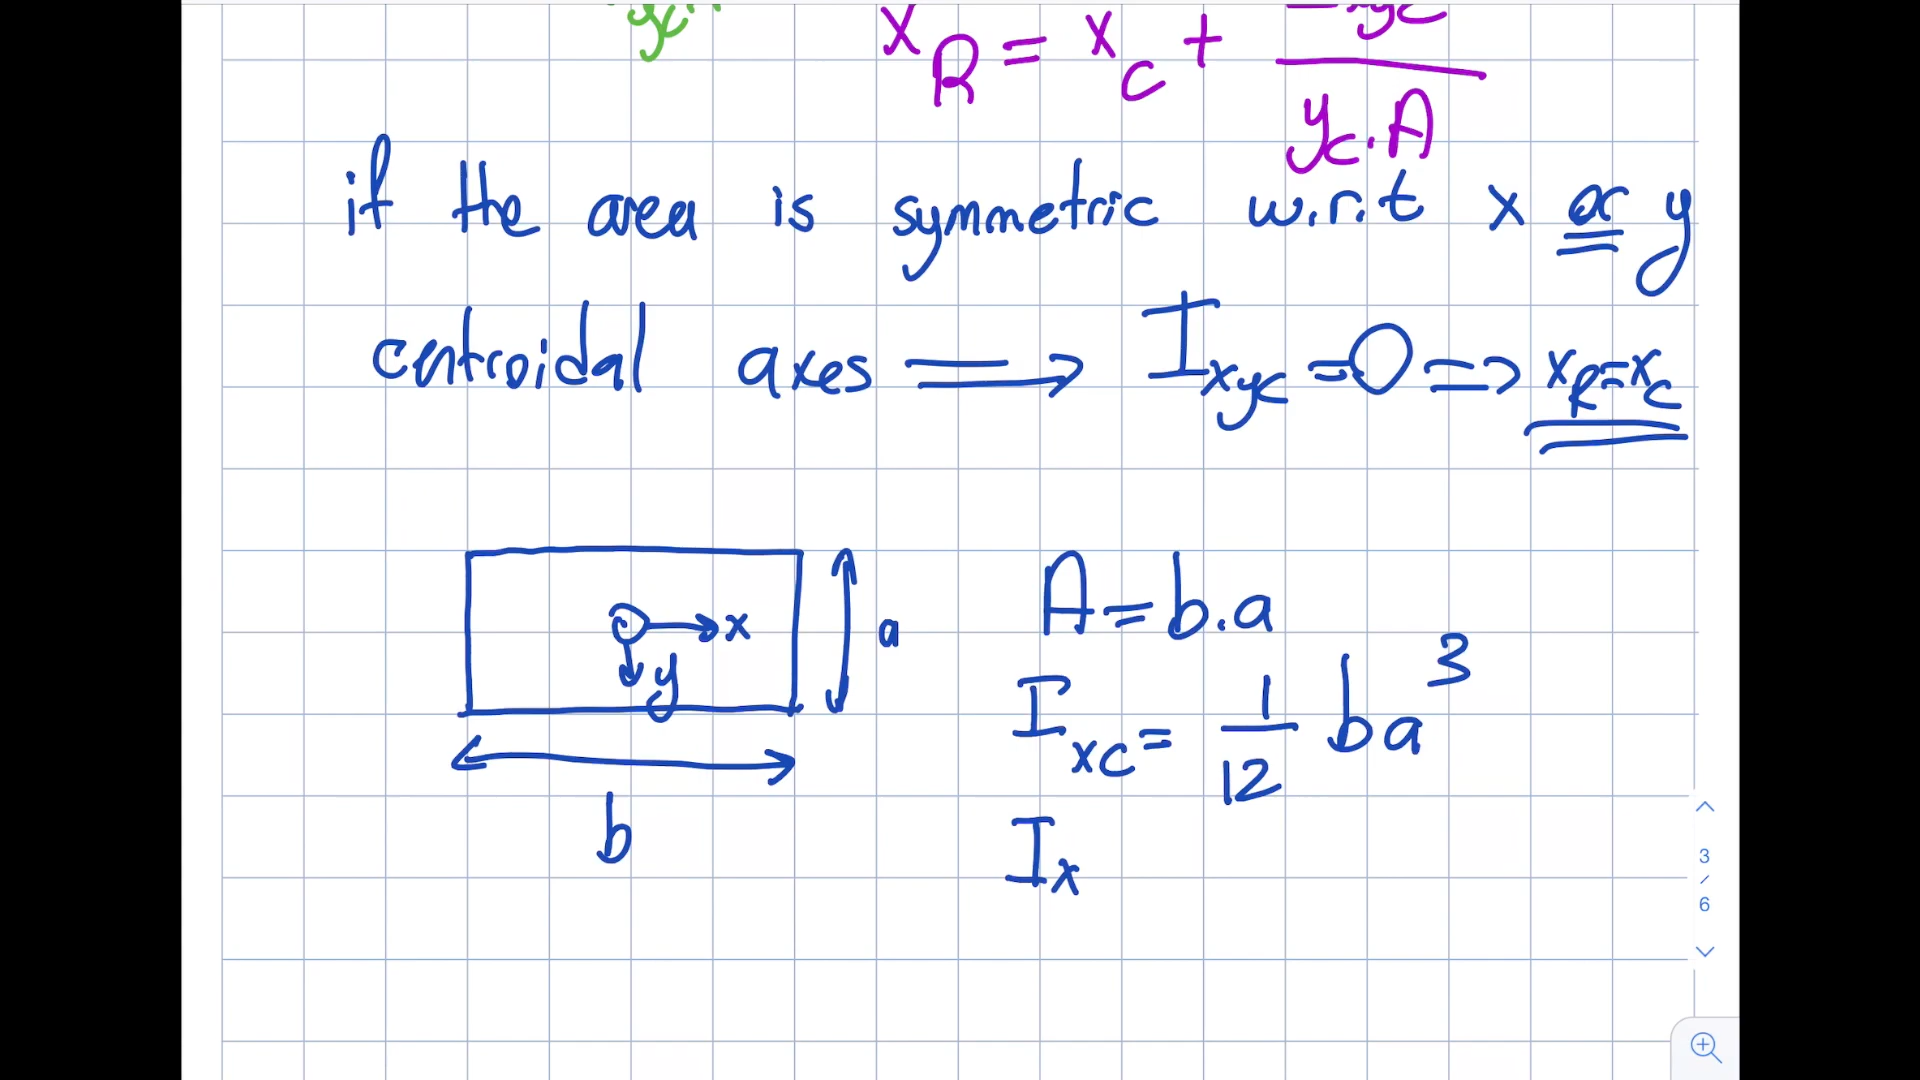 x_R = x_c + I_xyc / (y_c . A)
if the area is symmetric w.r.t x or y
centroidal axes ⟹ I_xyc = 0 ⟹ x_R = x_c
x
y
a
b
A = b.a
I_xc = 1/12 ba^3
I_x
3
/
6